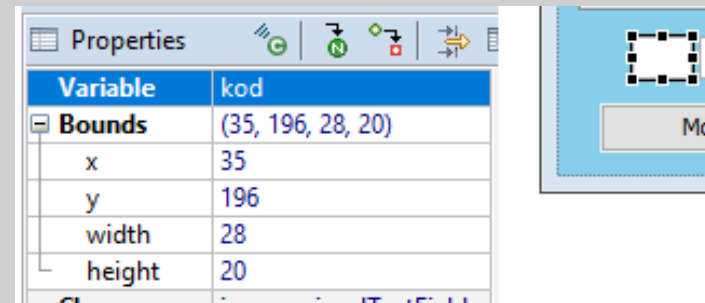 Properties
Variable kod
Bounds (35, 196, 28, 20)
x 35
y 196
width 28
height 20
Mo